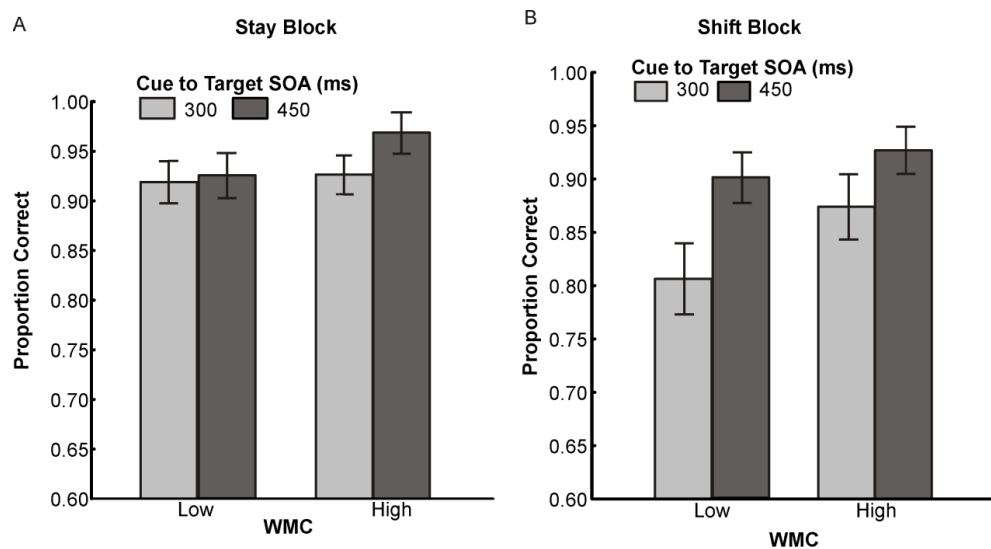 A
Stay Block
Cue to Target SOA (ms)
300 450
1.00
0.95
0.90
0.85
0.80
0.75
0.70
0.65
0.60
Proportion Correct
Low High
WMC
B
Shift Block
Cue to Target SOA (ms)
300 450
1.00
0.95
0.90
0.85
0.80
0.75
0.70
0.65
0.60
Proportion Correct
Low High
WMC